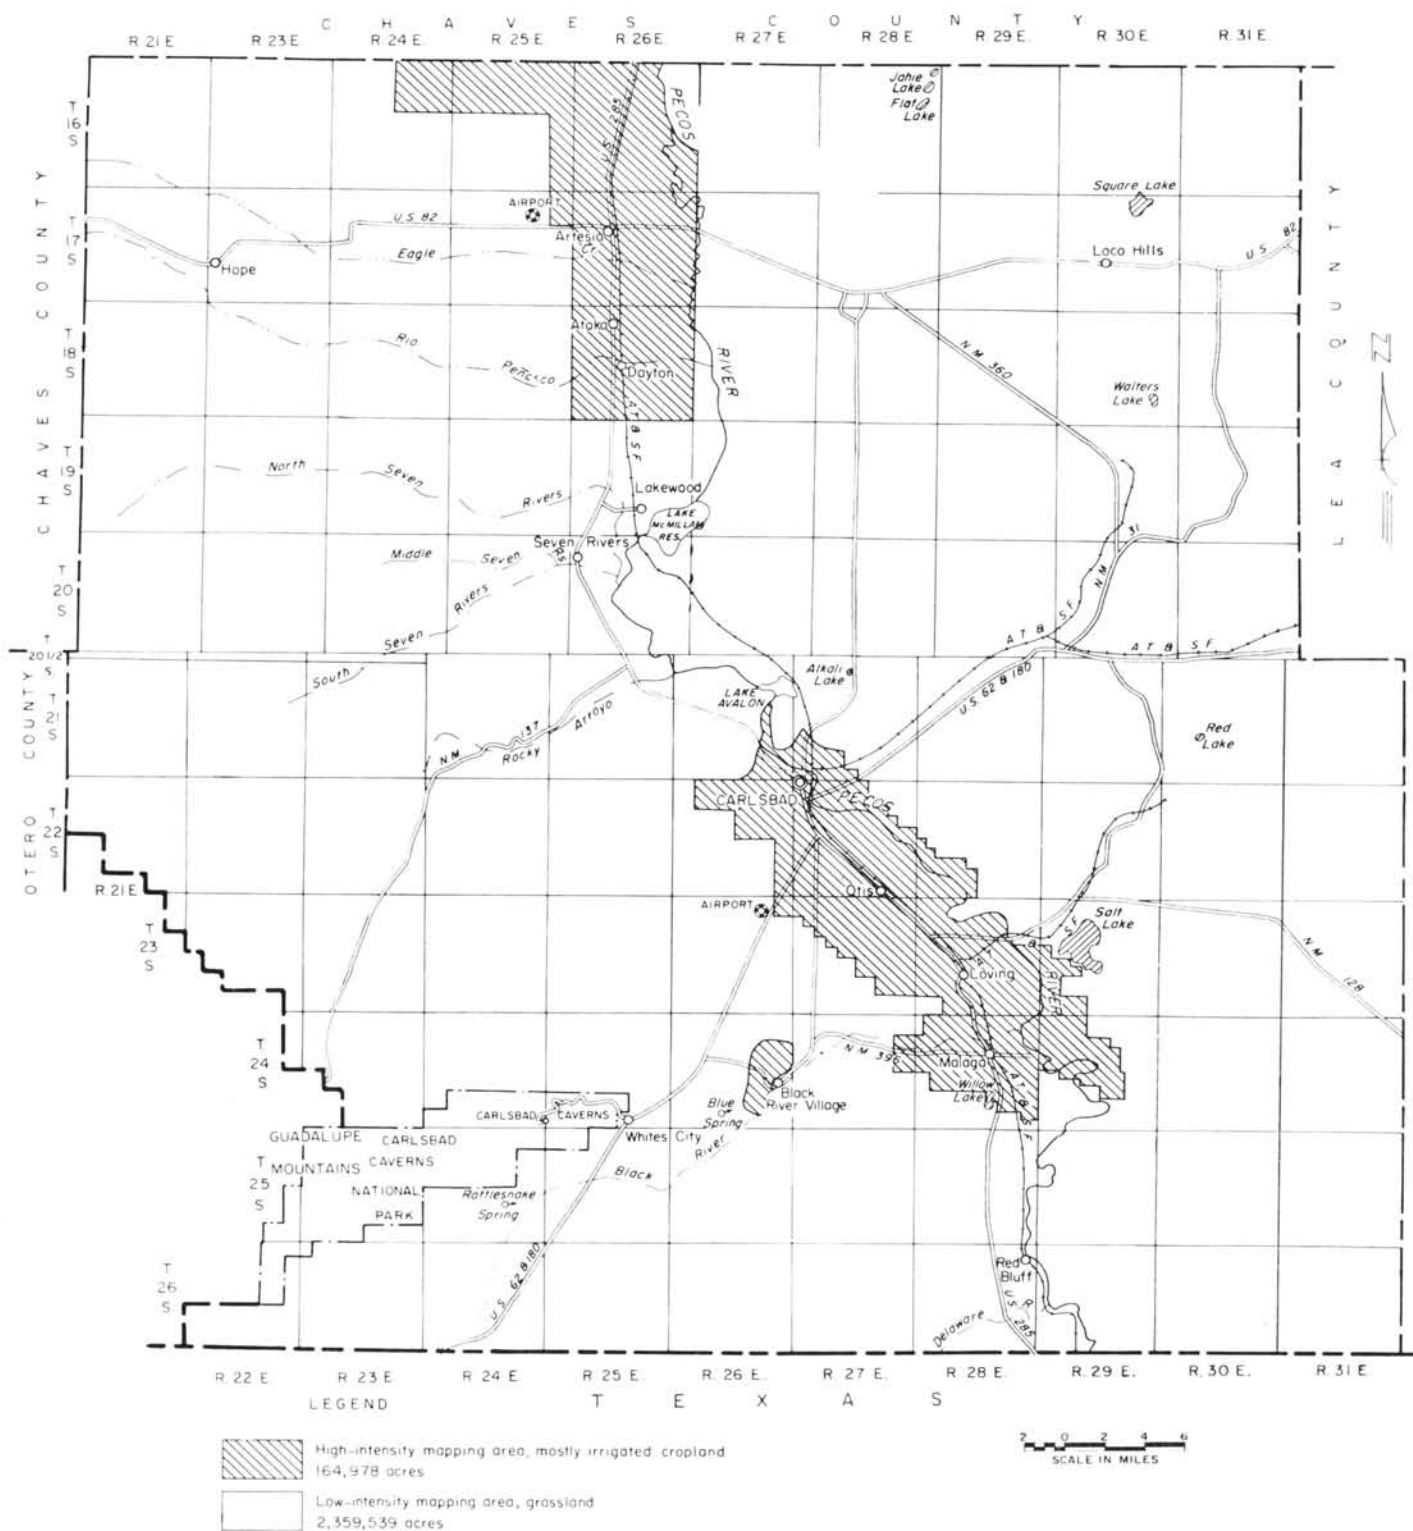 C H A V E S C O U N T Y
R. 21 E. R. 23 E. R. 24 E. R. 25 E. R. 26 E. R. 27 E. R. 28 E. R. 29 E. R. 30 E. R. 31 E.
T
16
S
T
17
S
T
18
S
T
19
S
T
20
S
T
20 1/2
S
T
21
S
T
22
S
R. 21 E.
T
23
S
T.
24
S
T
25
S
T
26
S
CHAVES COUNTY
OTERO COUNTY
LEA COUNTY
U S 285
PECOS
Flat
Lake
Square Lake
AIRPORT
U S 82
Artesia
Cr.
Eagle
Hope
Loco Hills
U S 82
Atoka
Rio
Dayton
RIVER
N M 360
Walters
Lake
A T & S F
North Seven Rivers
Lakewood
LAKE
McMILLAN
RES.
Seven Rivers
Middle Seven
RS
N M 31
South Seven Rivers
A T & S F
A T & S F
U.S. 62 & 180
Alkali
Lake
LAKE
AVALON
Red
Lake
N M 137
Rocky Arroyo
CARLSBAD
PECOS
Otis
AIRPORT
Salt
Lake
A T & S F
N M 128
Loving
RIVER
N M 396
Malaga
Willow
Lake
A T & S F
Black
River Village
Blue
Spring
CARLSBAD CAVERNS
Whites City
Black River
GUADALUPE
MOUNTAINS
CARLSBAD
CAVERNS
NATIONAL
PARK
Rattlesnake
Spring
U S 62 & 180
Red
Bluff
U S 285
Delaware R
R. 22 E. R. 23 E. R. 24 E. R. 25 E. R. 26 E. R. 27 E. R. 28 E. R. 29 E. R. 30 E. R. 31 E.
T E X A S
LEGEND
High-intensity mapping area, mostly irrigated cropland
164,978 acres
Low-intensity mapping area, grassland
2,359,539 acres
2 0 2 4 6
SCALE IN MILES